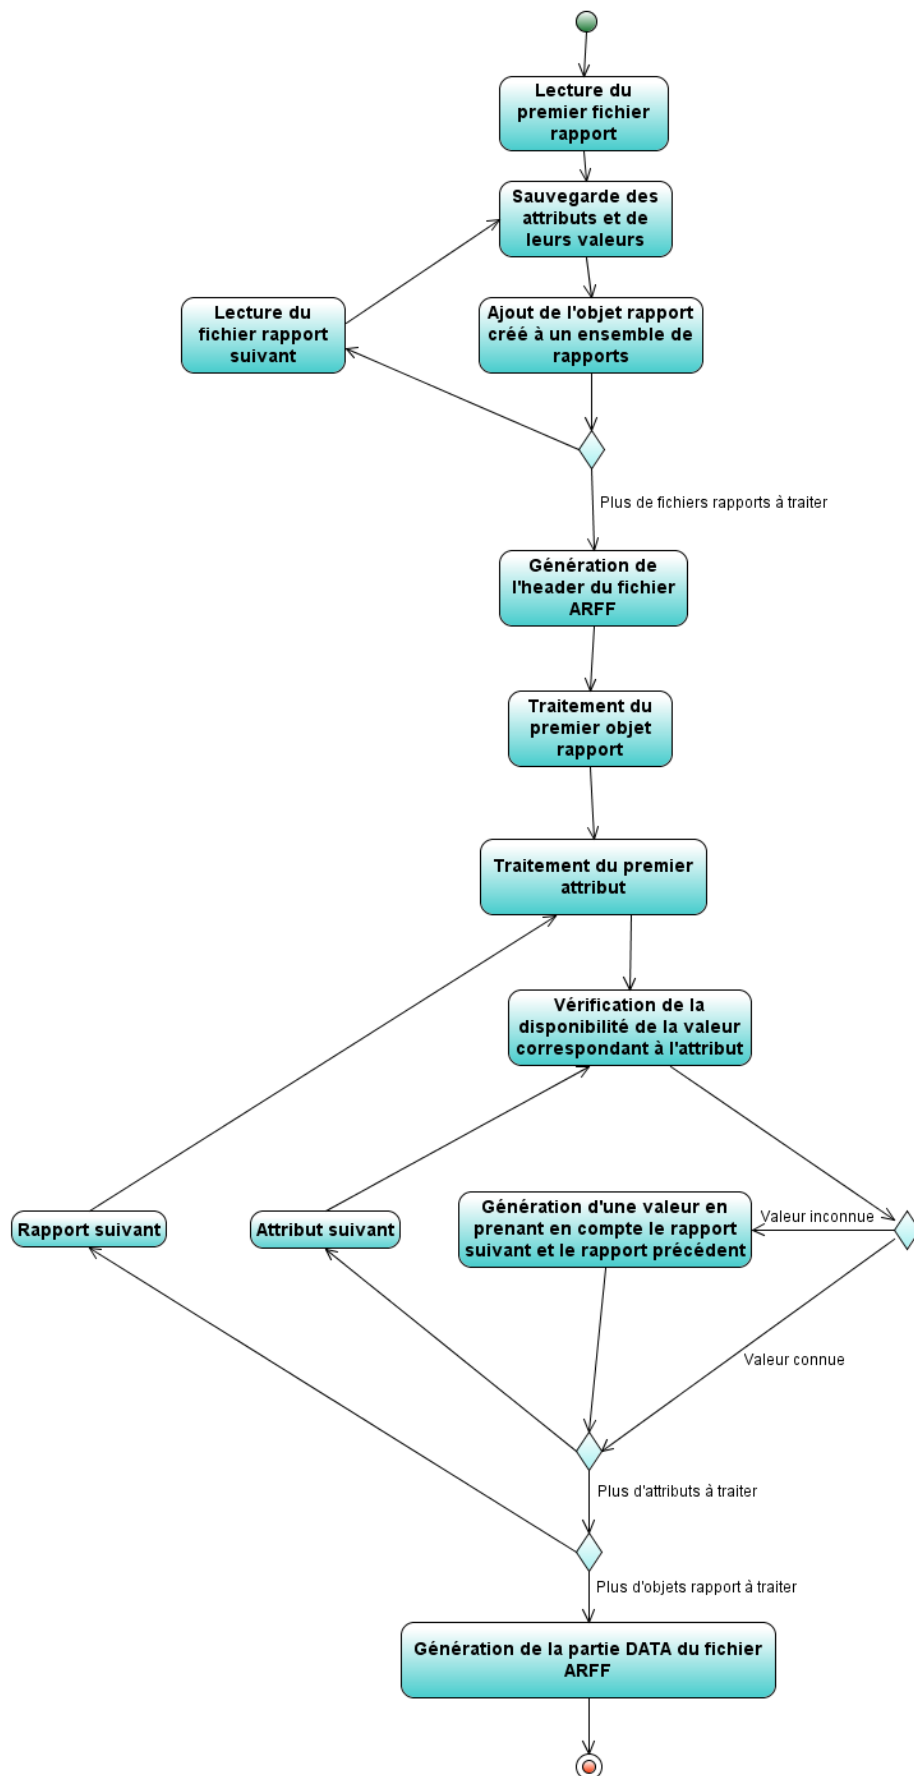 Lecture du
premier fichier
rapport
Sauvegarde des
attributs et de
leurs valeurs
Lecture du
fichier rapport
suivant
Ajout de l'objet rapport
créé à un ensemble de
rapports
Plus de fichiers rapports à traiter
Génération de
l'header du fichier
ARFF
Traitement du
premier objet
rapport
Traitement du premier
attribut
Vérification de la
disponibilité de la valeur
correspondant à l'attribut
Rapport suivant
Attribut suivant
Génération d'une valeur en
prenant en compte le rapport
suivant et le rapport précédent
Valeur inconnue
Valeur connue
Plus d'attributs à traiter
Plus d'objets rapport à traiter
Génération de la partie DATA du fichier
ARFF